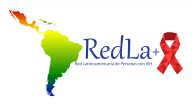 RedLa+
Red Latinoamericana de Personas con VIH